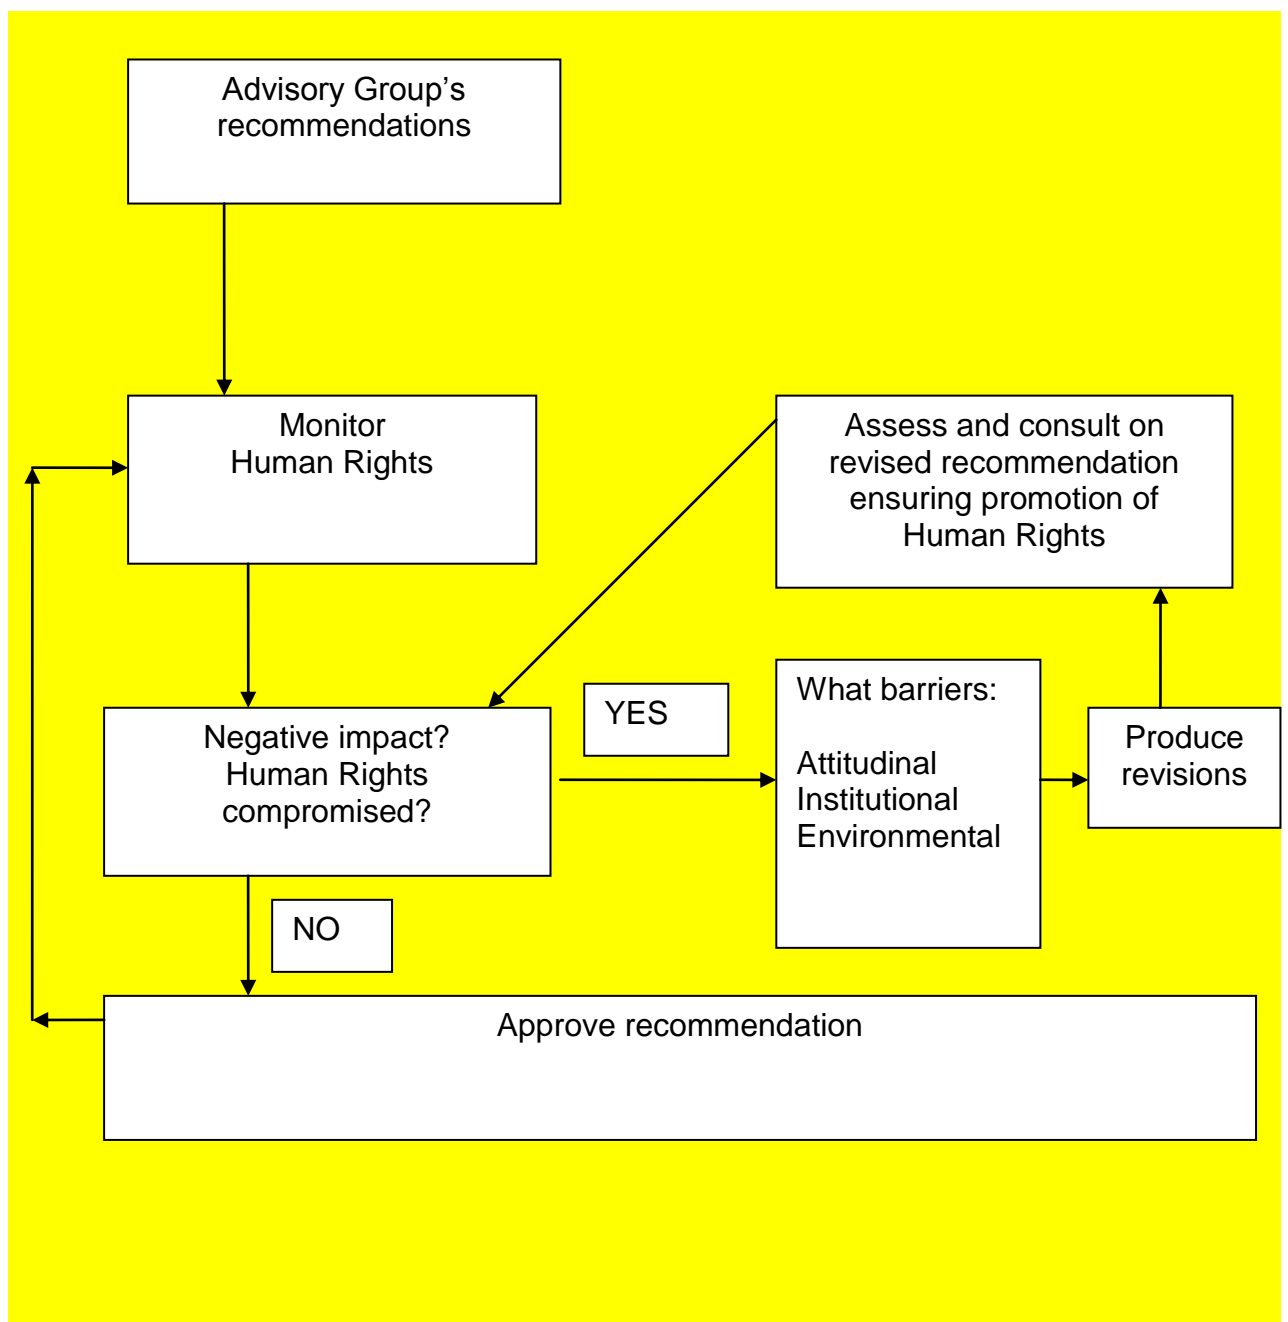 Advisory Group’s
recommendations
Monitor
Human Rights
Assess and consult on
revised recommendation
ensuring promotion of
Human Rights
Negative impact?
Human Rights
compromised?
YES
What barriers:
Attitudinal
Institutional
Environmental
Produce
revisions
NO
Approve recommendation